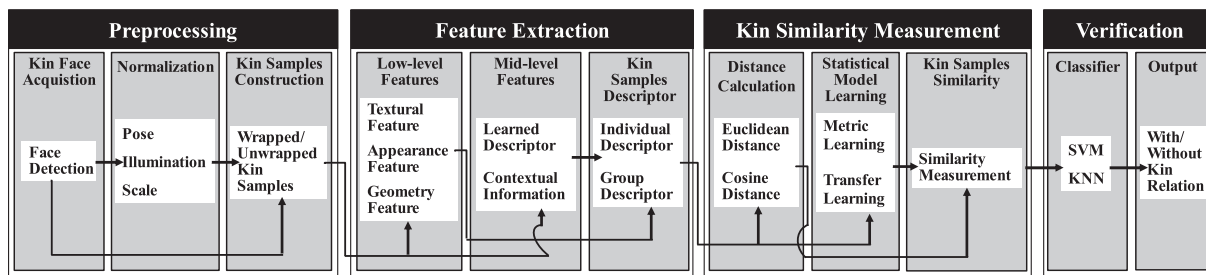 Preprocessing
Kin Face
Acquistion
Face
Detection
Normalization
Pose
Illumination
Scale
Kin Samples
Construction
Wrapped/
Unwrapped
Kin
Samples
Feature Extraction
Low-level
Features
Textural
Feature
Appearance
Feature
Geometry
Feature
Mid-level
Features
Learned
Descriptor
Contextual
Information
Kin
Samples
Descriptor
Individual
Descriptor
Group
Descriptor
Kin Similarity Measurement
Distance
Calculation
Euclidean
Distance
Cosine
Distance
Statistical
Model
Learning
Metric
Learning
Transfer
Learning
Kin Samples
Similarity
Similarity
Measurement
Verification
Classifier
SVM
KNN
Output
With/
Without
Kin
Relation